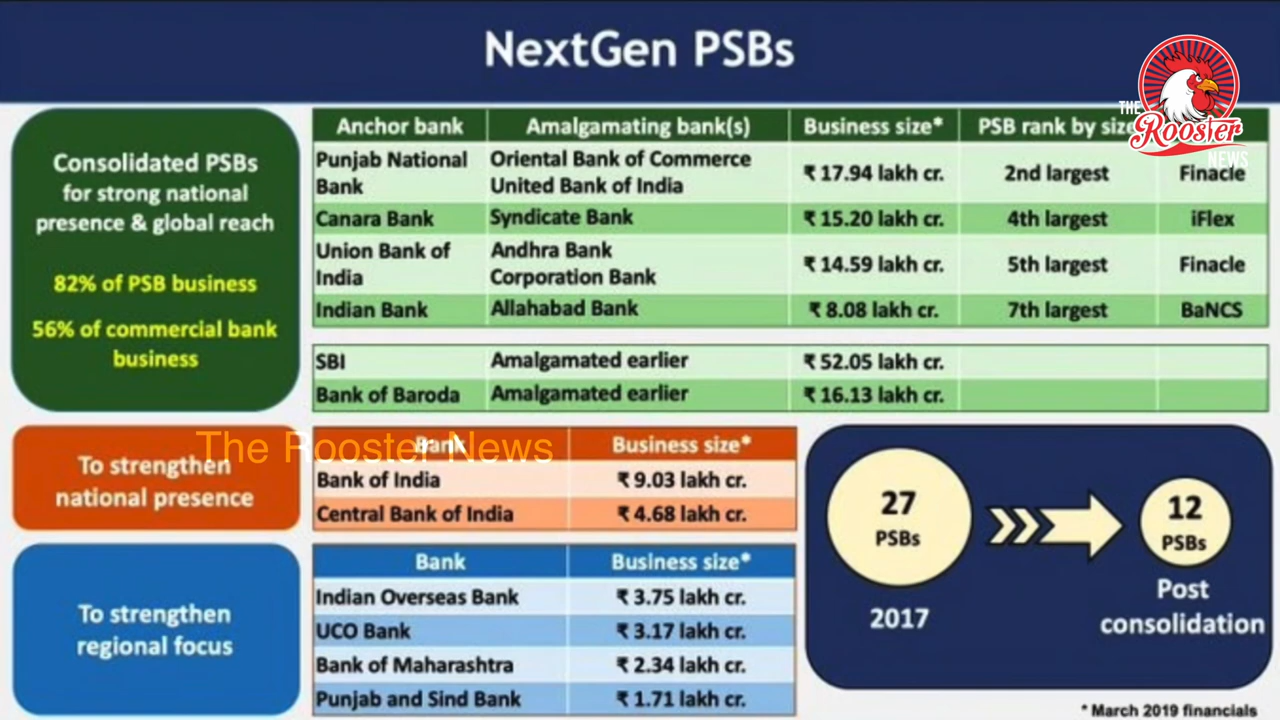 NextGen PSBs
THE
Rooster
NEWS
Consolidated PSBs
for strong national
presence & global reach
82% of PSB business
56% of commercial bank
business
Anchor bank Amalgamating bank(s) Business size* PSB rank by size
Punjab National Bank Oriental Bank of Commerce United Bank of India ₹ 17.94 lakh cr. 2nd largest Finacle
Canara Bank Syndicate Bank ₹ 15.20 lakh cr. 4th largest iFlex
Union Bank of India Andhra Bank Corporation Bank ₹ 14.59 lakh cr. 5th largest Finacle
Indian Bank Allahabad Bank ₹ 8.08 lakh cr. 7th largest BaNCS
SBI Amalgamated earlier ₹ 52.05 lakh cr.
Bank of Baroda Amalgamated earlier ₹ 16.13 lakh cr.
The Rooster News
To strengthen
national presence
Bank Business size*
Bank of India ₹ 9.03 lakh cr.
Central Bank of India ₹ 4.68 lakh cr.
To strengthen
regional focus
Bank Business size*
Indian Overseas Bank ₹ 3.75 lakh cr.
UCO Bank ₹ 3.17 lakh cr.
Bank of Maharashtra ₹ 2.34 lakh cr.
Punjab and Sind Bank ₹ 1.71 lakh cr.
27
PSBs
2017
12
PSBs
Post
consolidation
* March 2019 financials